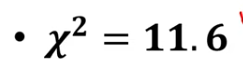 • χ² = 11.6